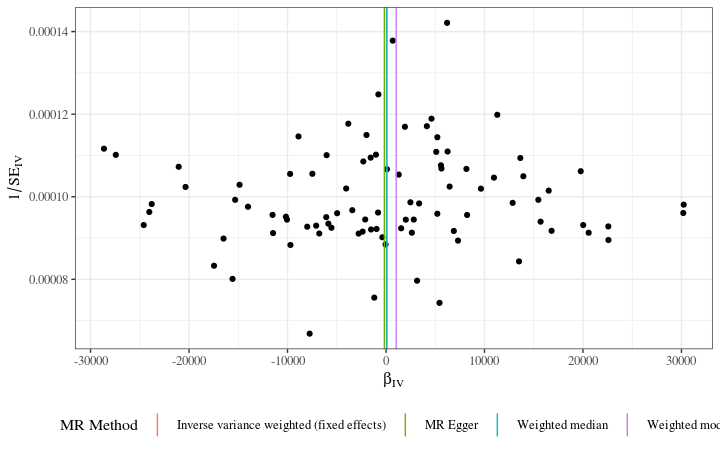 0.00014
0.00012
0.00010
0.00008
1/SE_IV
-30000 -20000 -10000 0 10000 20000 30000
β_IV
MR Method Inverse variance weighted (fixed effects) MR Egger Weighted median Weighted mod